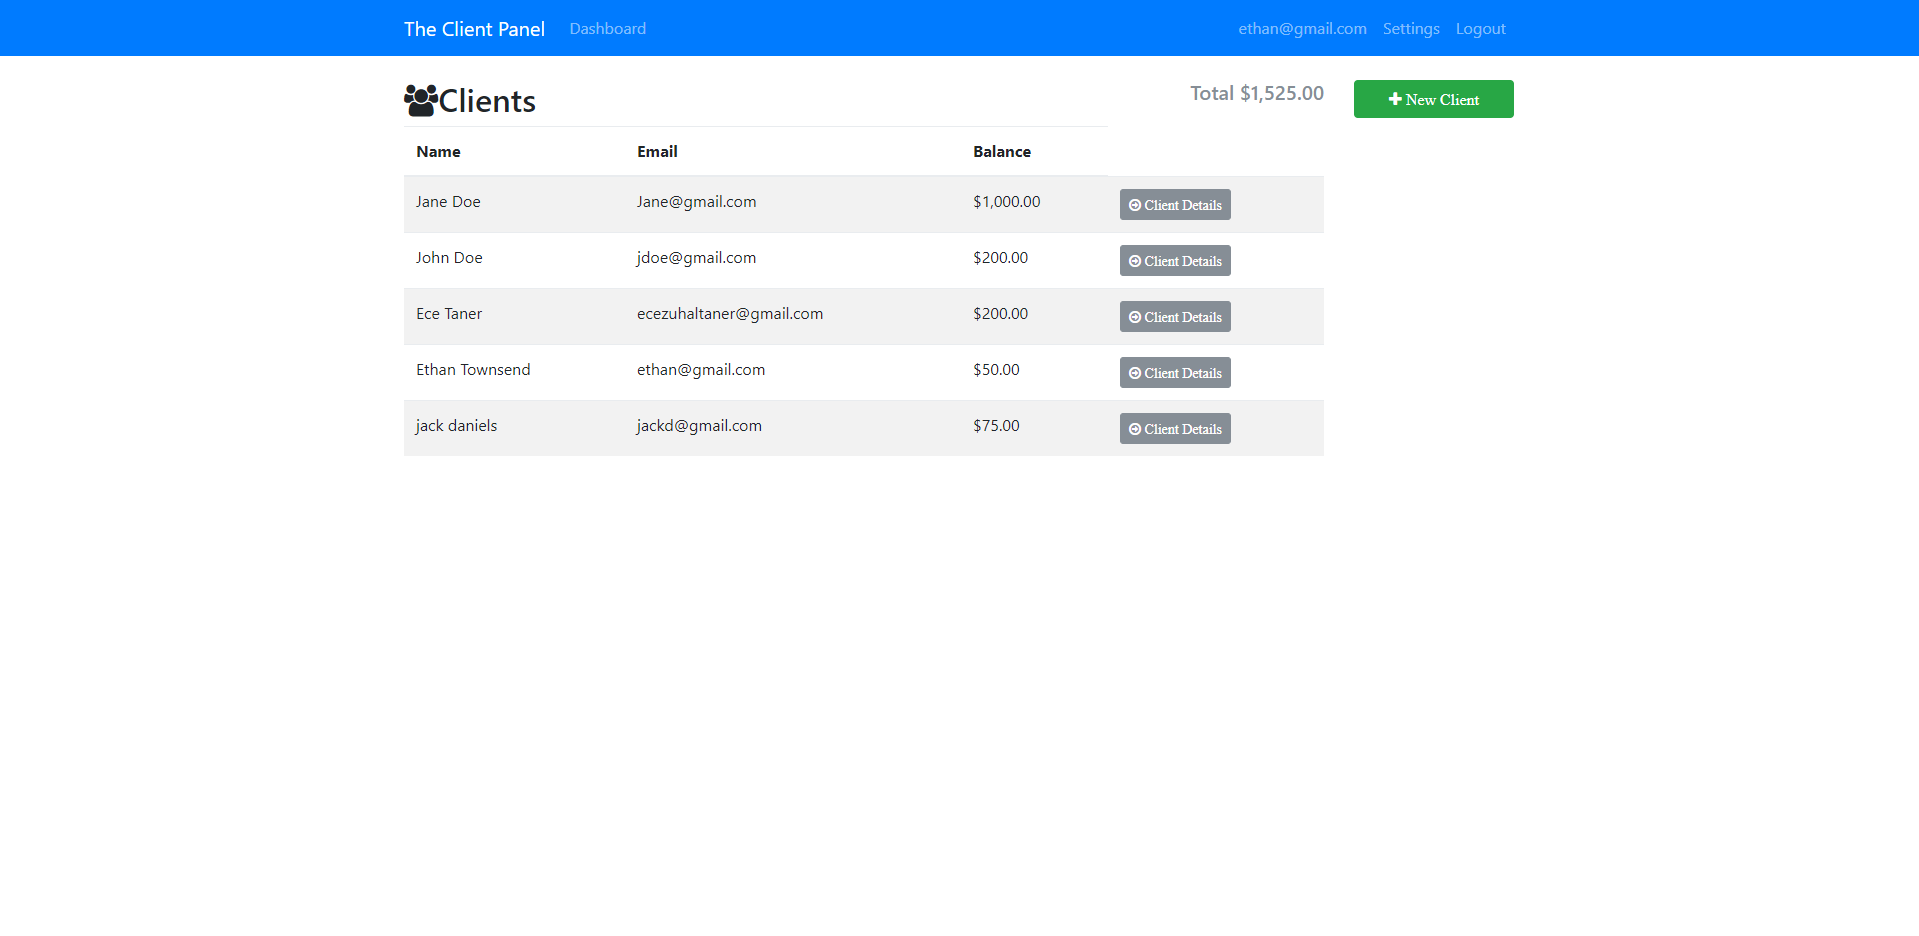 The Client Panel Dashboard ethan@gmail.com Settings Logout
Clients Total $1,525.00 New Client
Name Email Balance
Jane Doe Jane@gmail.com $1,000.00 Client Details
John Doe jdoe@gmail.com $200.00 Client Details
Ece Taner ecezuhaltaner@gmail.com $200.00 Client Details
Ethan Townsend ethan@gmail.com $50.00 Client Details
jack daniels jackd@gmail.com $75.00 Client Details